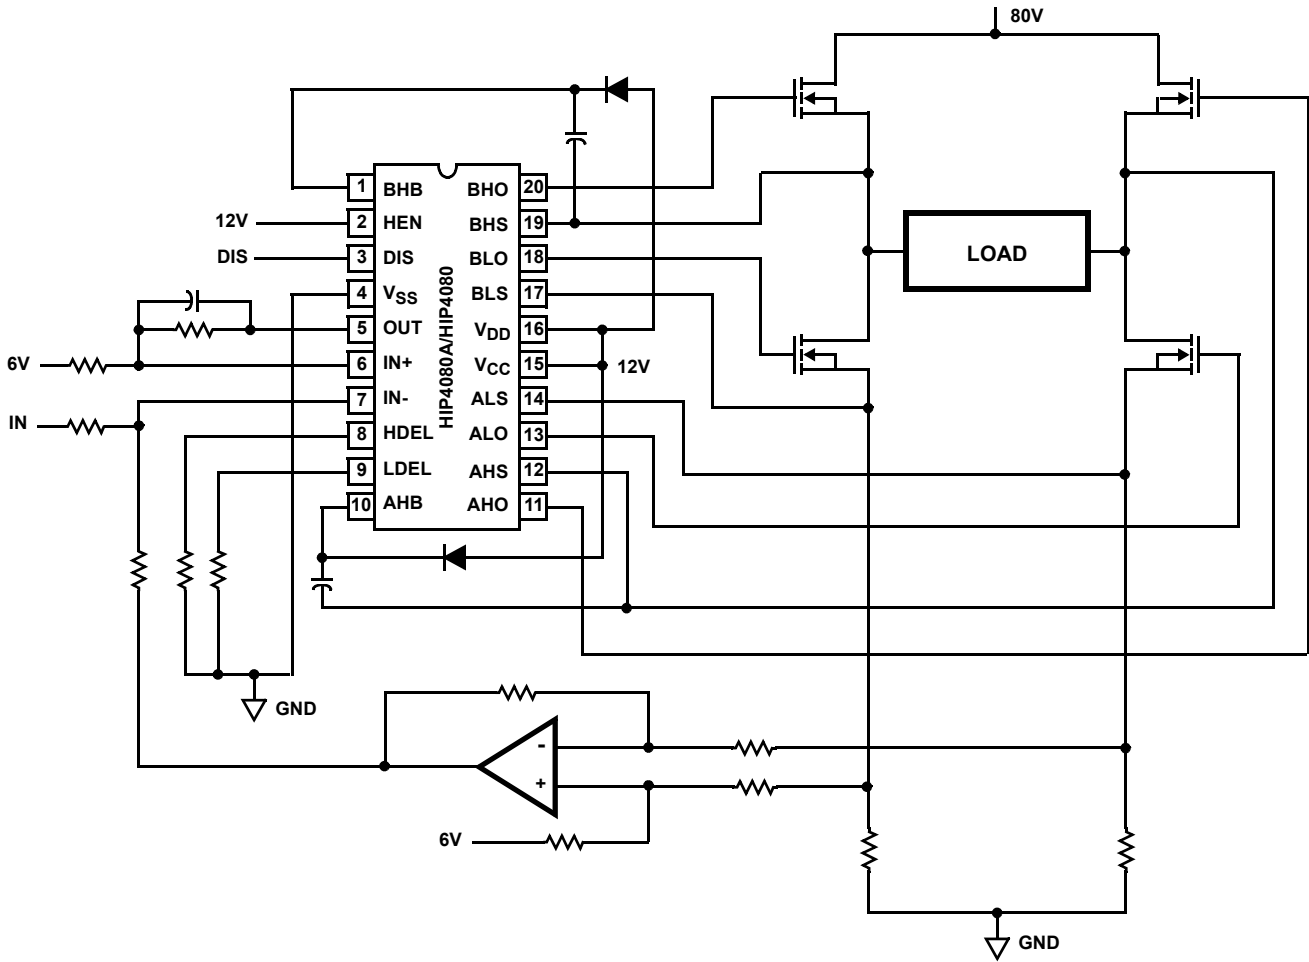 80V
1 BHB BHO 20
12V 2 HEN BHS 19
DIS 3 DIS BLO 18
4 VSS BLS 17
5 OUT VDD 16
6V 6 IN+ VCC 15 12V
IN 7 IN- ALS 14
8 HDEL ALO 13
9 LDEL AHS 12
10 AHB AHO 11
HIP4080A/HIP4080
LOAD
GND
-
+
6V
GND